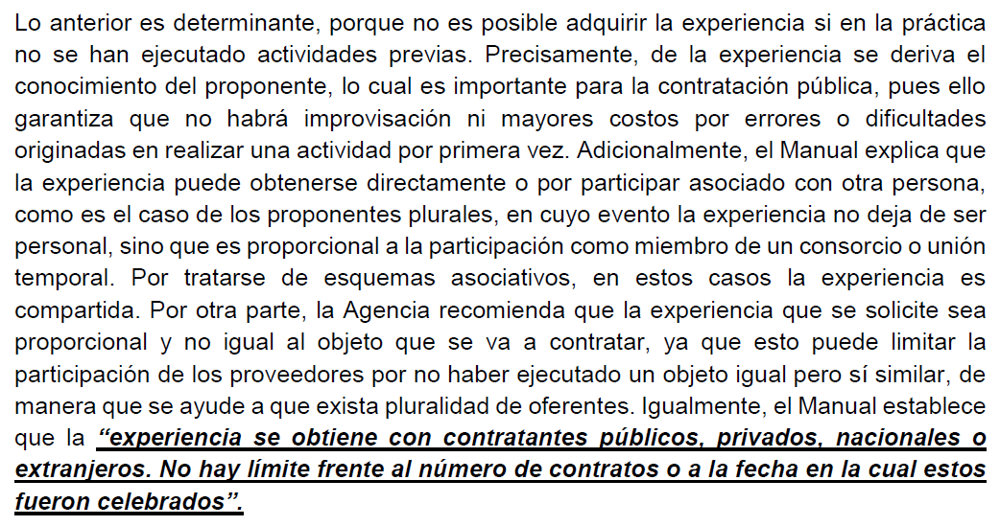 Lo anterior es determinante, porque no es posible adquirir la experiencia si en la práctica
no se han ejecutado actividades previas. Precisamente, de la experiencia se deriva el
conocimiento del proponente, lo cual es importante para la contratación pública, pues ello
garantiza que no habrá improvisación ni mayores costos por errores o dificultades
originadas en realizar una actividad por primera vez. Adicionalmente, el Manual explica que
la experiencia puede obtenerse directamente o por participar asociado con otra persona,
como es el caso de los proponentes plurales, en cuyo evento la experiencia no deja de ser
personal, sino que es proporcional a la participación como miembro de un consorcio o unión
temporal. Por tratarse de esquemas asociativos, en estos casos la experiencia es
compartida. Por otra parte, la Agencia recomienda que la experiencia que se solicite sea
proporcional y no igual al objeto que se va a contratar, ya que esto puede limitar la
participación de los proveedores por no haber ejecutado un objeto igual pero sí similar, de
manera que se ayude a que exista pluralidad de oferentes. Igualmente, el Manual establece
que la “experiencia se obtiene con contratantes públicos, privados, nacionales o
extranjeros. No hay límite frente al número de contratos o a la fecha en la cual estos
fueron celebrados”.